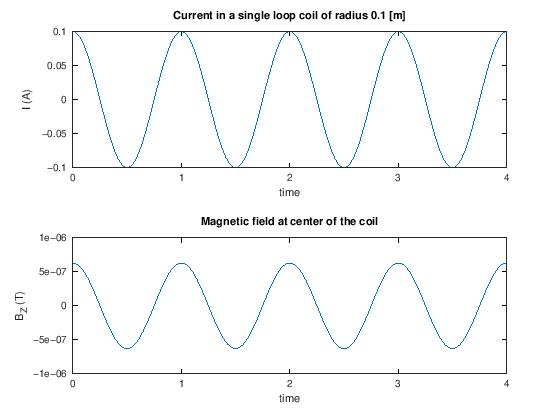 Current in a single loop coil of radius 0.1 [m]
0.1
0.05
0
−0.05
−0.1
I (A)
0 1 2 3 4
time
Magnetic field at center of the coil
1e-06
5e-07
0
−5e-07
−1e-06
BZ (T)
0 1 2 3 4
time